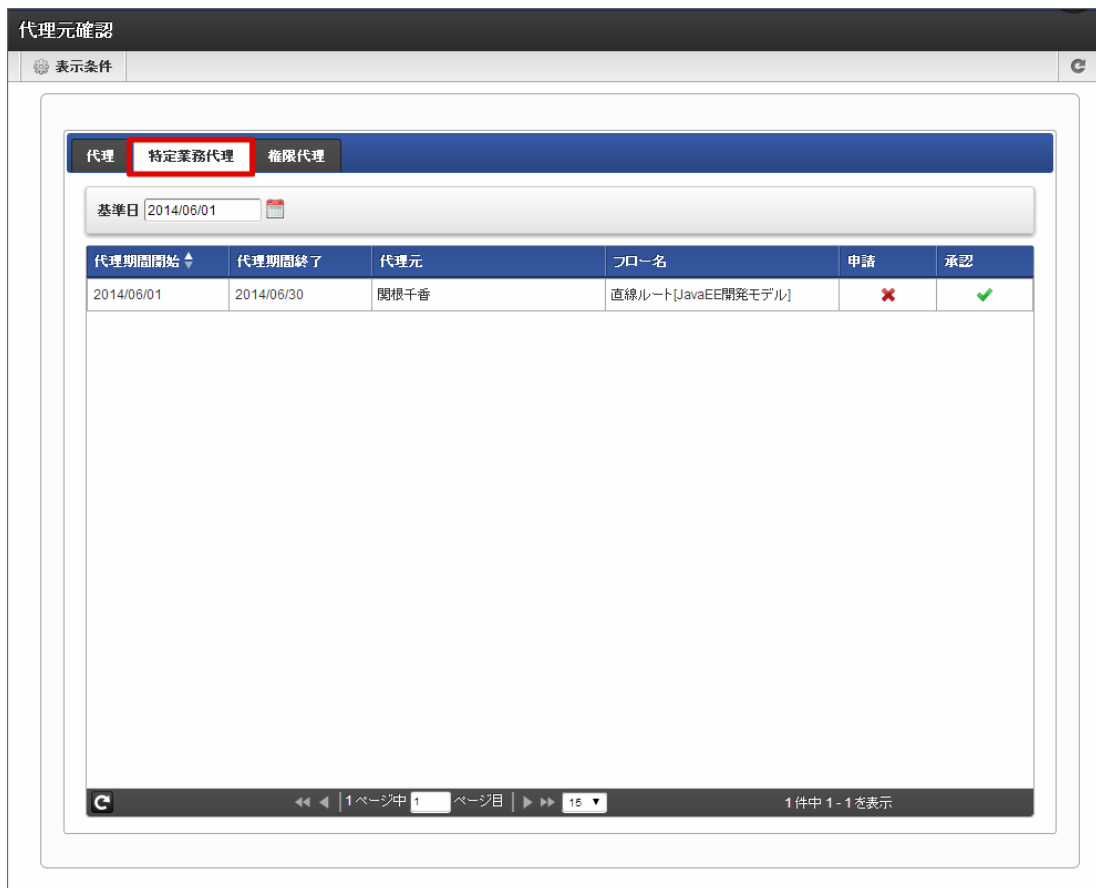 代理元確認
表示条件
代理 特定業務代理 権限代理
基準日 2014/06/01
代理期間開始 代理期間終了 代理元 フロー名 申請 承認
2014/06/01 2014/06/30 関根千香 直線ルート[JavaEE開発モデル]
1 ページ中 1 ページ目 15 1 件中 1 - 1 を表示